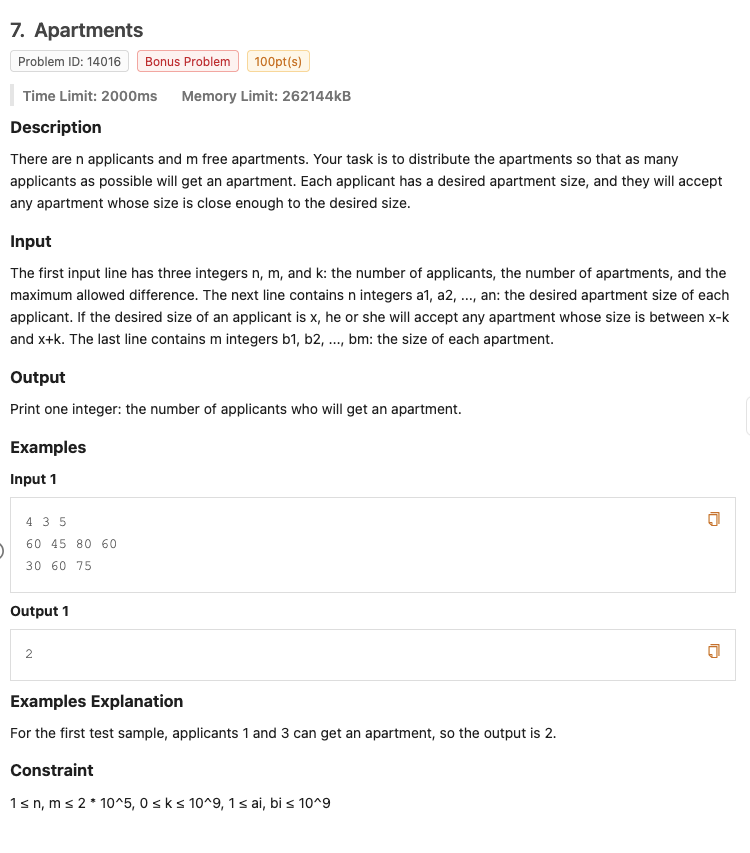 7. Apartments
Problem ID: 14016 Bonus Problem 100pt(s)
Time Limit: 2000ms Memory Limit: 262144kB
Description
There are n applicants and m free apartments. Your task is to distribute the apartments so that as many
applicants as possible will get an apartment. Each applicant has a desired apartment size, and they will accept
any apartment whose size is close enough to the desired size.
Input
The first input line has three integers n, m, and k: the number of applicants, the number of apartments, and the
maximum allowed difference. The next line contains n integers a1, a2, ..., an: the desired apartment size of each
applicant. If the desired size of an applicant is x, he or she will accept any apartment whose size is between x-k
and x+k. The last line contains m integers b1, b2, ..., bm: the size of each apartment.
Output
Print one integer: the number of applicants who will get an apartment.
Examples
Input 1
4 3 5
60 45 80 60
30 60 75
Output 1
2
Examples Explanation
For the first test sample, applicants 1 and 3 can get an apartment, so the output is 2.
Constraint
1 ≤ n, m ≤ 2 * 10^5, 0 ≤ k ≤ 10^9, 1 ≤ ai, bi ≤ 10^9